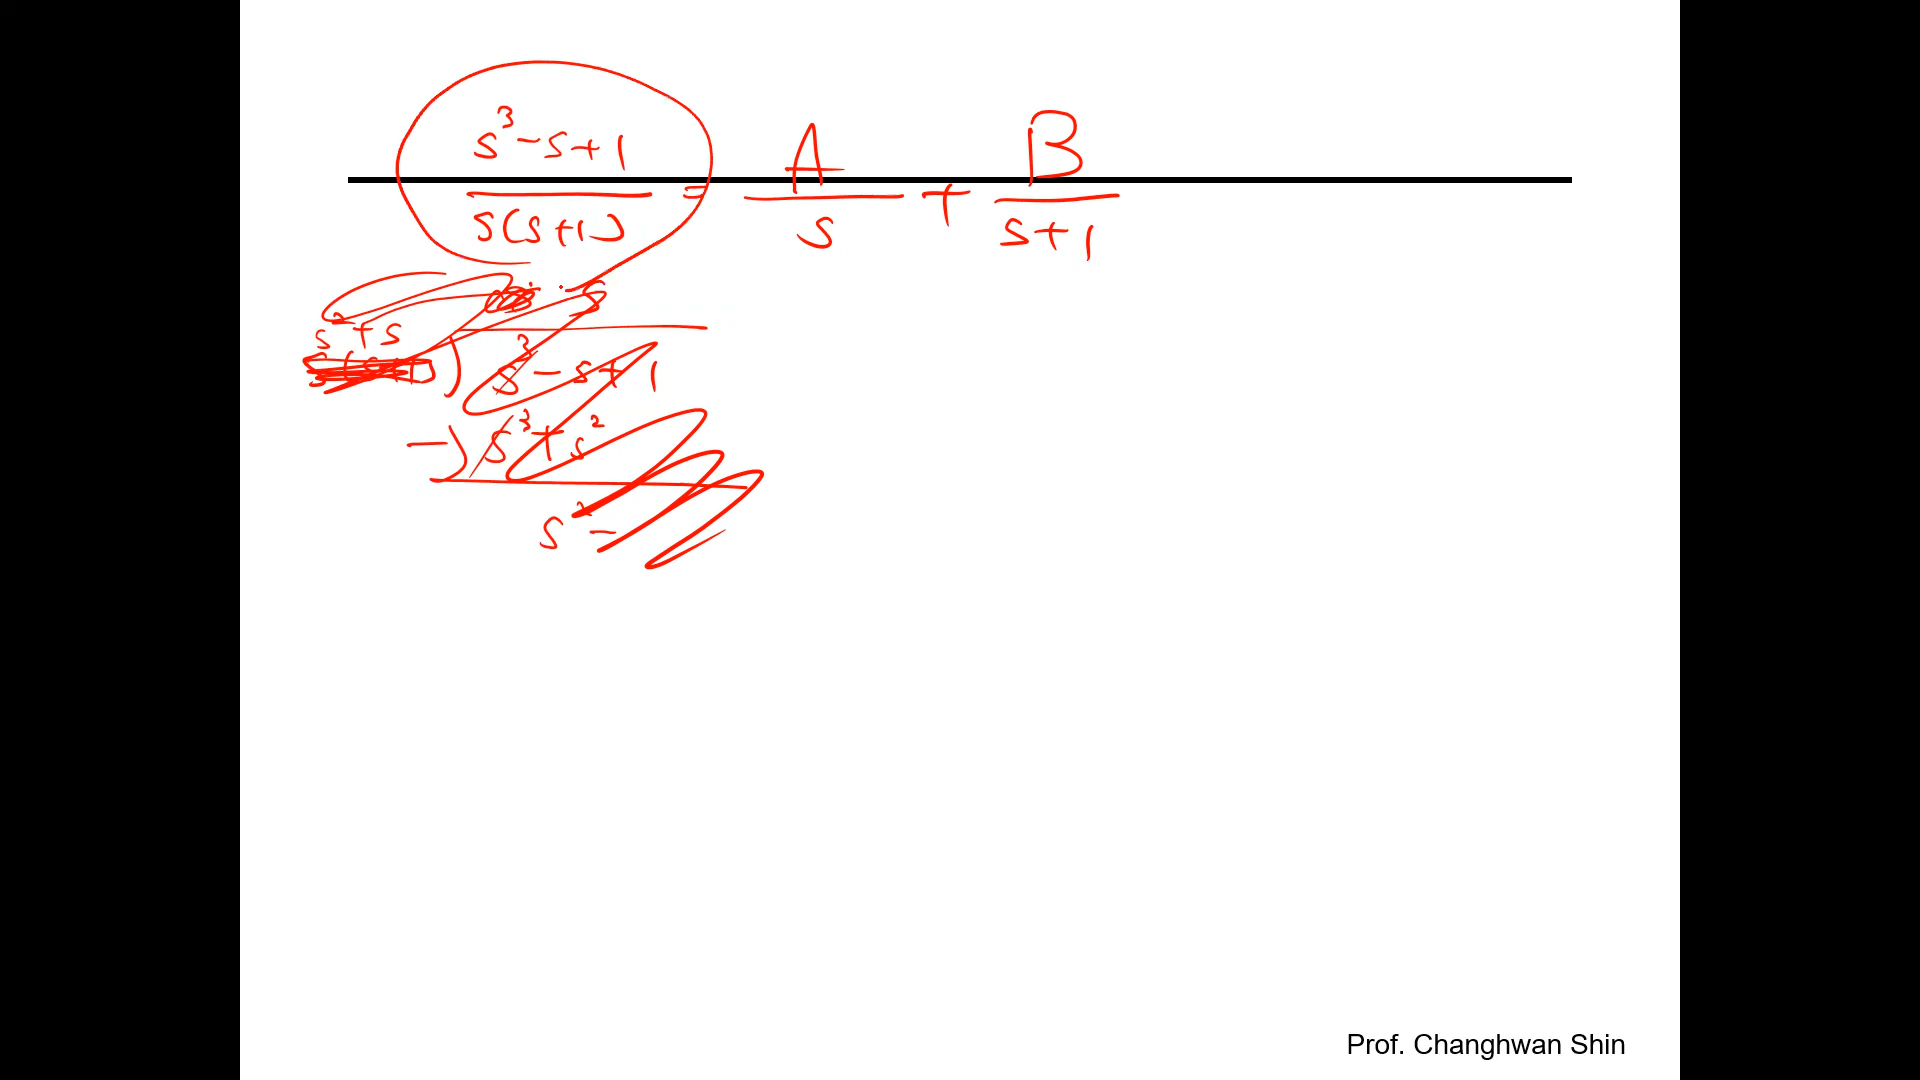 s³-s+1 / s(s+1) = A/s + B/s+1
s
s²+s ) s³-s+1
-) s³+s²
s²-
Prof. Changhwan Shin